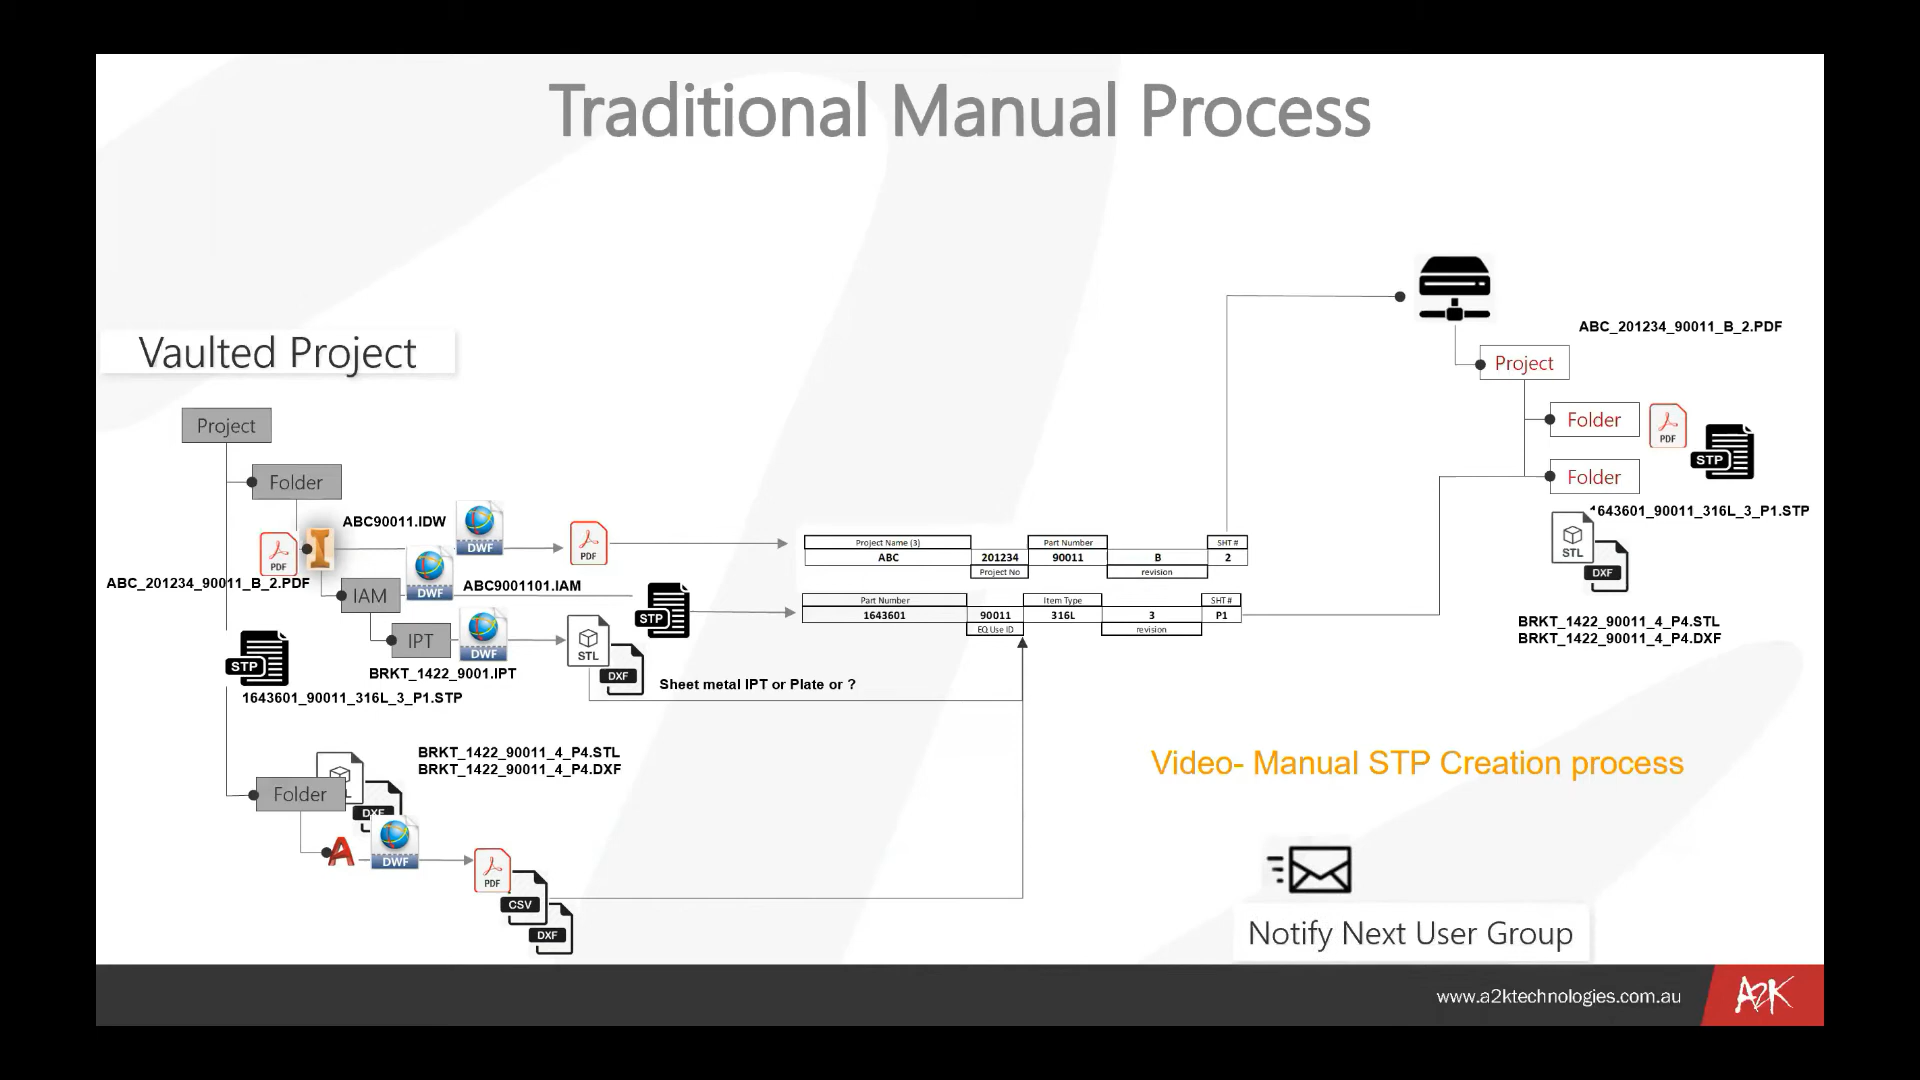 Traditional Manual Process
Vaulted Project
Project
Folder
ABC90011.IDW
DWF
PDF
PDF
ABC_201234_90011_B_2.PDF
IAM
DWF
ABC9001101.IAM
STP
IPT
DWF
STL
DXF
BRKT_1422_9001.IPT
Sheet metal IPT or Plate or ?
STP
1643601_90011_316L_3_P1.STP
BRKT_1422_90011_4_P4.STL
BRKT_1422_90011_4_P4.DXF
Folder
DXF
DWF
PDF
CSV
DXF
Project Name (3) Part Number SHT #
ABC 201234 90011 B 2
Project No revision
Part Number Item Type SHT #
1643601 90011 316L 3 P1
EQ Use ID revision
ABC_201234_90011_B_2.PDF
Project
Folder
PDF
STP
Folder
1643601_90011_316L_3_P1.STP
STL
DXF
BRKT_1422_90011_4_P4.STL
BRKT_1422_90011_4_P4.DXF
Video- Manual STP Creation process
Notify Next User Group
www.a2ktechnologies.com.au
A2K